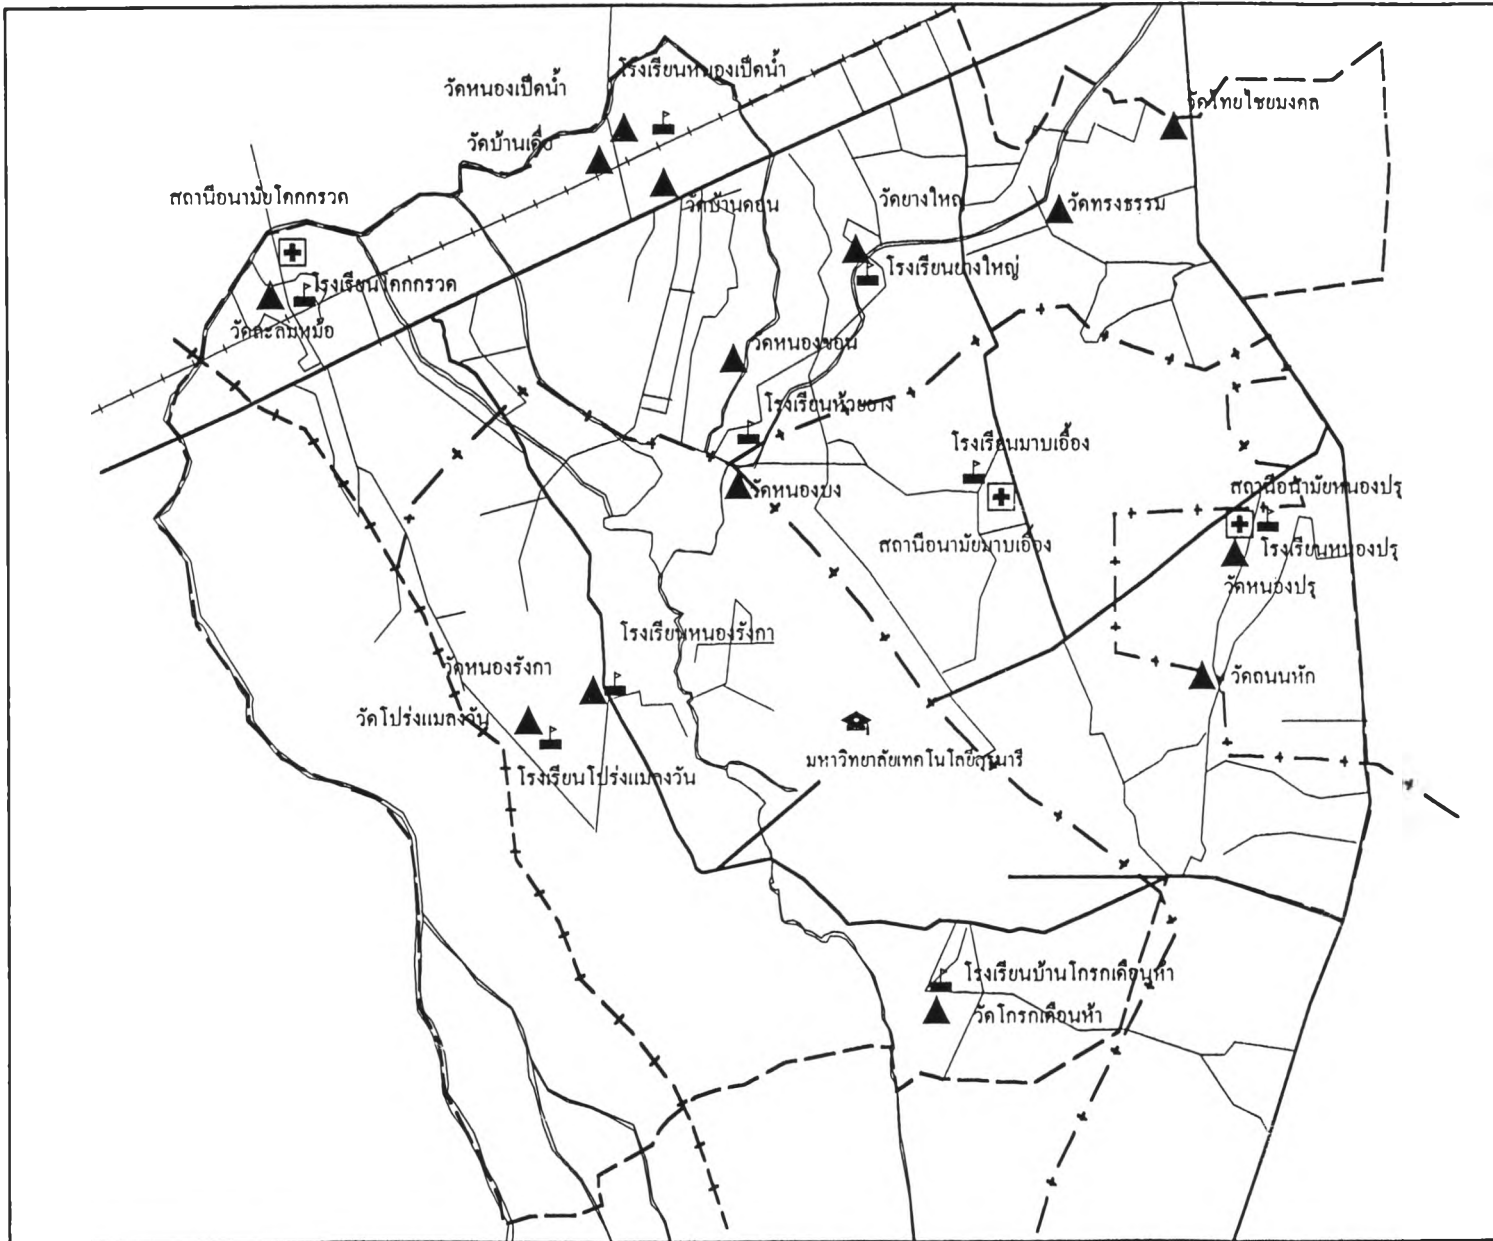 โรงเรียนหนองเป็ดน้ำ
วัดหนองเป็ดน้ำ
วัดไทยไชยมงคล
วัดบ้านเดื่อ
สถานีอนามัยโคกกรวด
วัดบ้านดอน
วัดยางใหญ่
วัดทรงธรรม
โรงเรียนยางใหญ่
โรงเรียนโคกกรวด
วัดละลมหม้อ
วัดหนองขอน
โรงเรียนห้วยยาง
โรงเรียนมาบเอื้อง
สถานีอนามัยหนองปรุ
วัดหนองบง
สถานีอนามัยมาบเอื้อง
โรงเรียนหนองปรุ
วัดหนองปรุ
โรงเรียนหนองรังกา
วัดหนองรังกา
วัดถนนหัก
วัดโปร่งแมลงวัน
มหาวิทยาลัยเทคโนโลยีสุรนารี
โรงเรียนโปร่งแมลงวัน
โรงเรียนบ้านโกรกเดือนห้า
วัดโกรกเดือนห้า